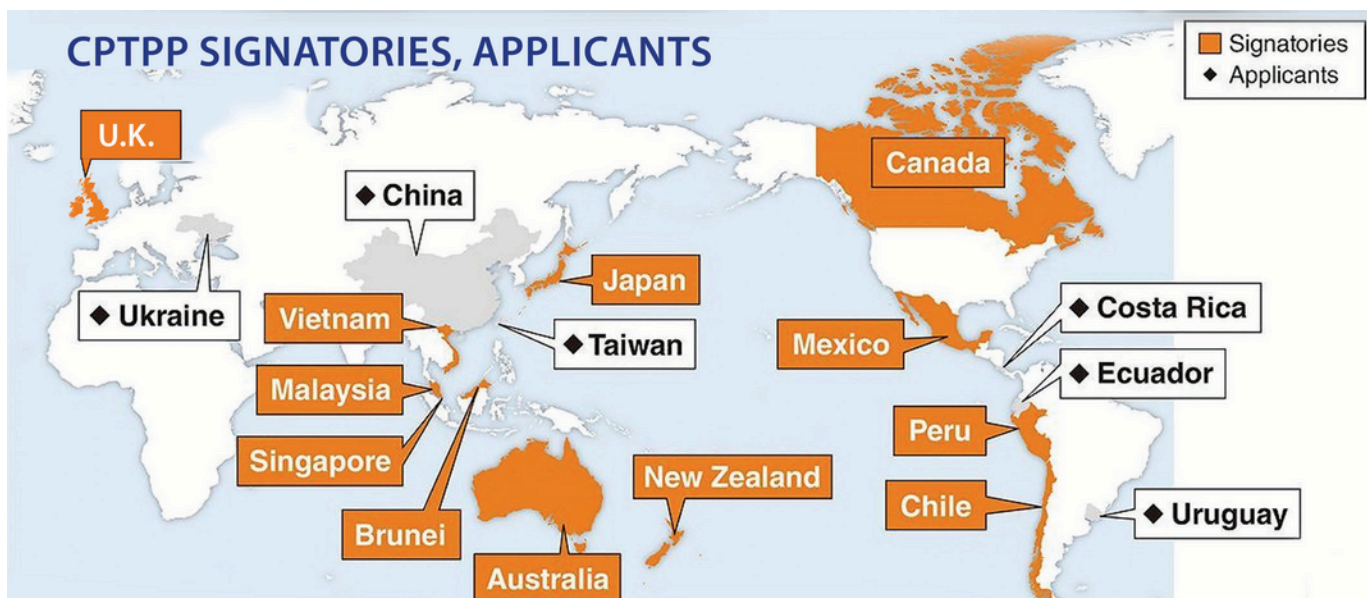 CPTPP SIGNATORIES, APPLICANTS
Signatories
◆ Applicants
U.K.
Canada
◆ China
Japan
◆ Ukraine
Vietnam
◆ Taiwan
Mexico
◆ Costa Rica
◆ Ecuador
Malaysia
Peru
Singapore
New Zealand
Chile
◆ Uruguay
Brunei
Australia